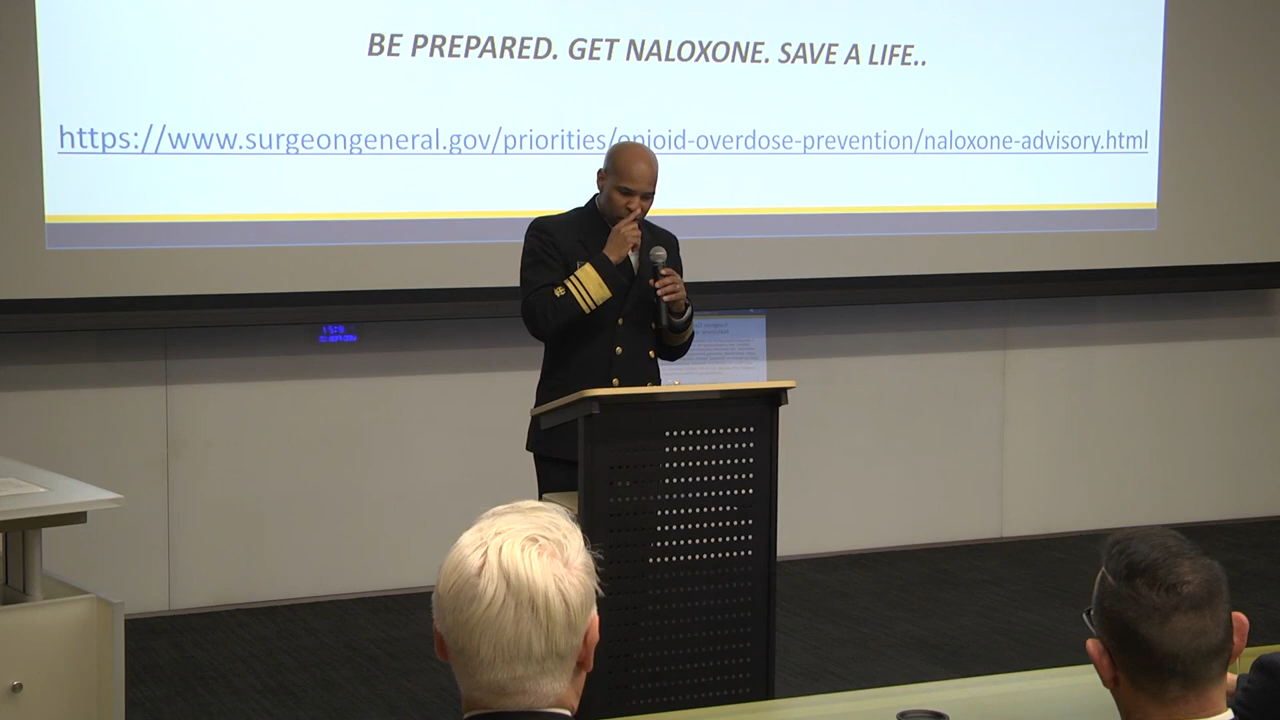 BE PREPARED. GET NALOXONE. SAVE A LIFE..
https://www.surgeongeneral.gov/priorities/opioid-overdose-prevention/naloxone-advisory.html